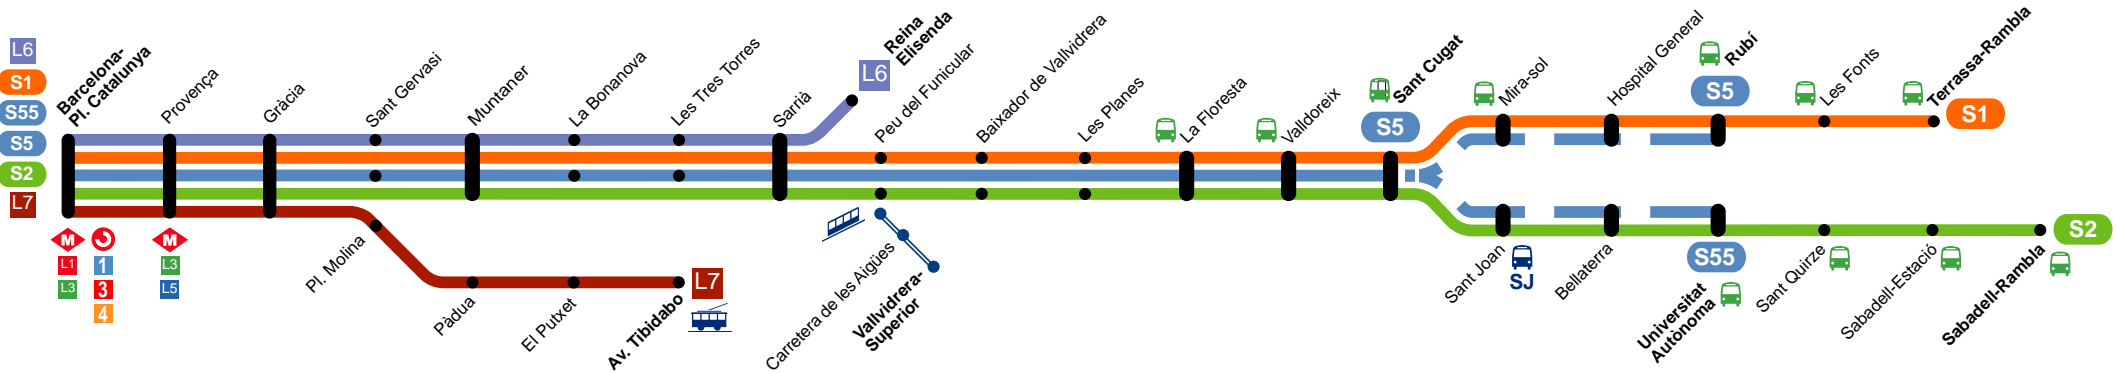 L6
S1
S55
S5
S2
L7
Barcelona-
Pl. Catalunya
Provença
Gràcia
Sant Gervasi
Muntaner
La Bonanova
Les Tres Torres
Sarrià
Reina
Elisenda
L6
Peu del Funicular
Baixador de Vallvidrera
Les Planes
La Floresta
Valldoreix
Sant Cugat
S5
Mira-sol
Hospital General
Rubí
S5
Les Fonts
Terrassa-Rambla
S1
M
L1
L3
1
3
4
M
L3
L5
Pl. Molina
Pàdua
El Putxet
Av. Tibidabo
L7
Carretera de les Aigües
Vallvidrera-
Superior
Sant Joan
SJ
Bellaterra
S55
Universitat
Autònoma
Sant Quirze
Sabadell-Estació
Sabadell-Rambla
S2